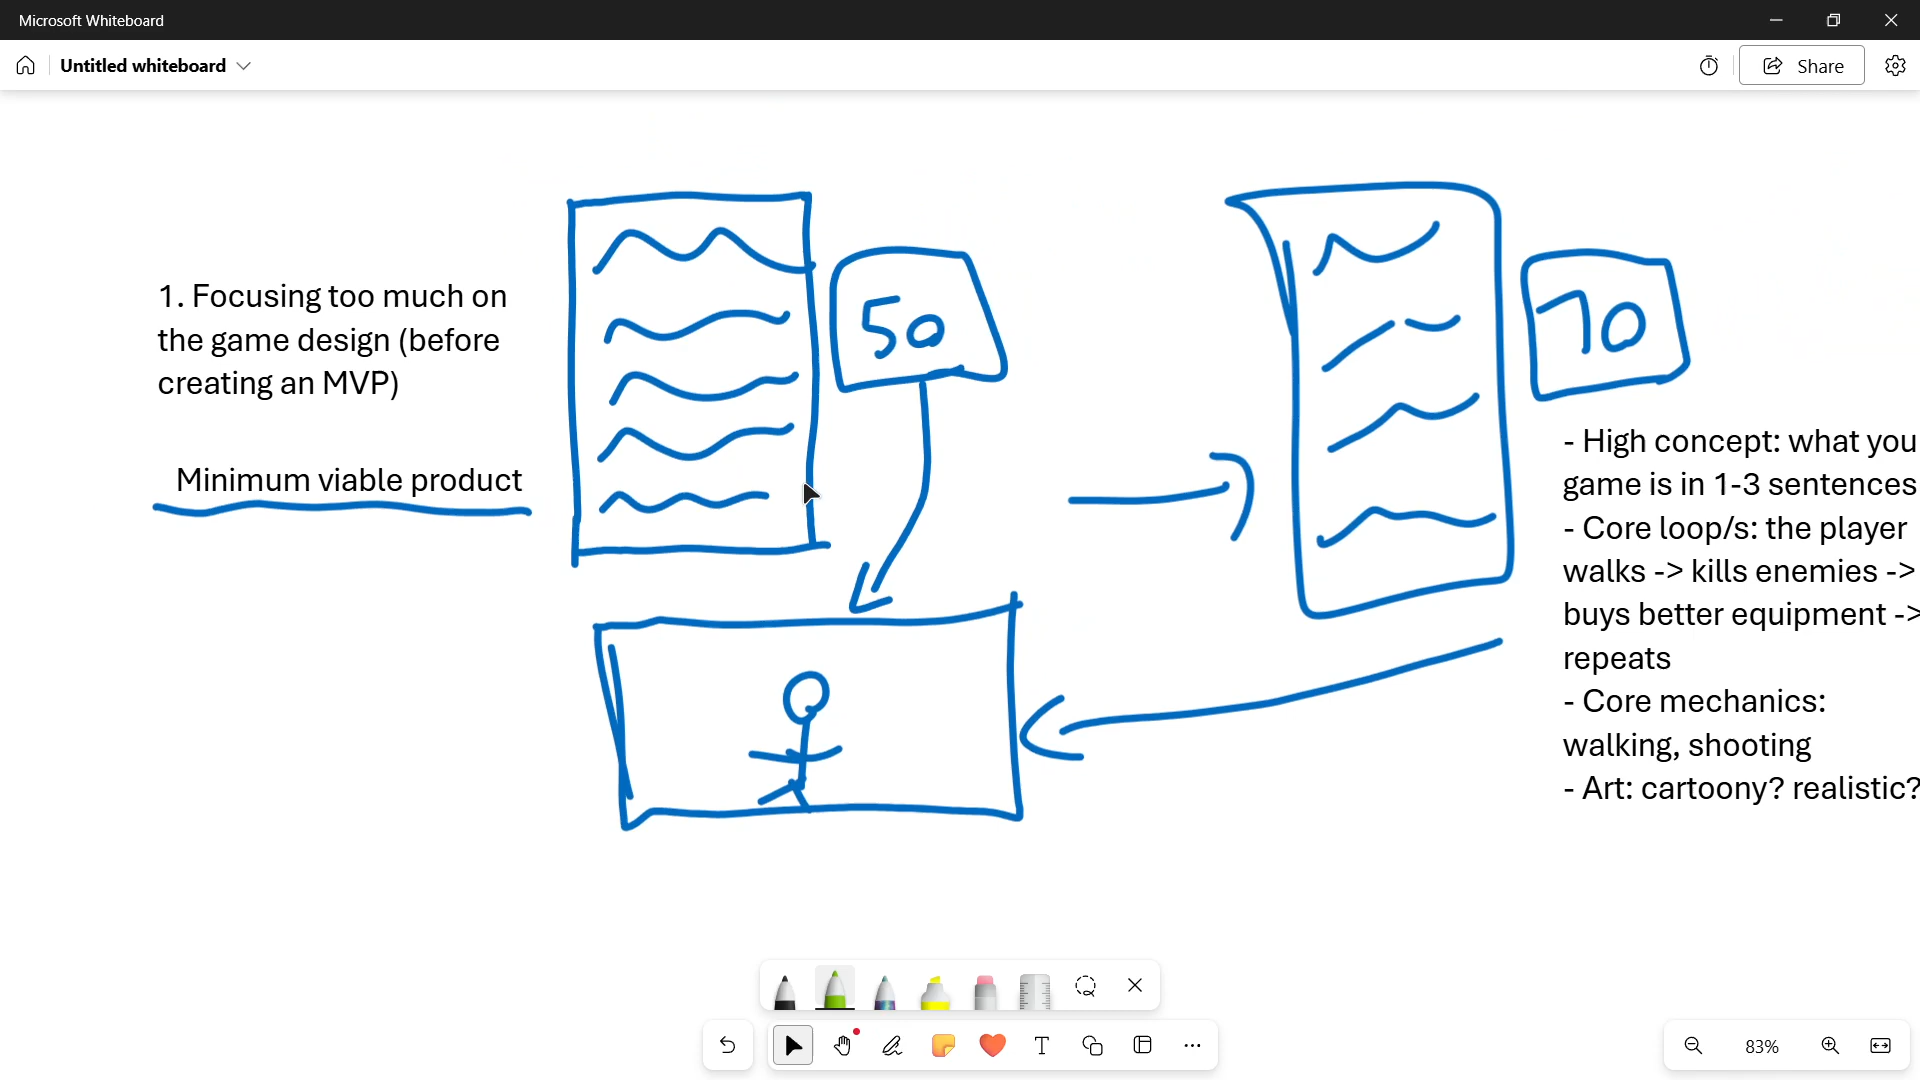 Microsoft Whiteboard
Untitled whiteboard
Share
1. Focusing too much on
the game design (before
creating an MVP)
Minimum viable product
50
70
- High concept: what you
game is in 1-3 sentences
- Core loop/s: the player
walks -> kills enemies ->
buys better equipment ->
repeats
- Core mechanics:
walking, shooting
- Art: cartoony? realistic?
83%